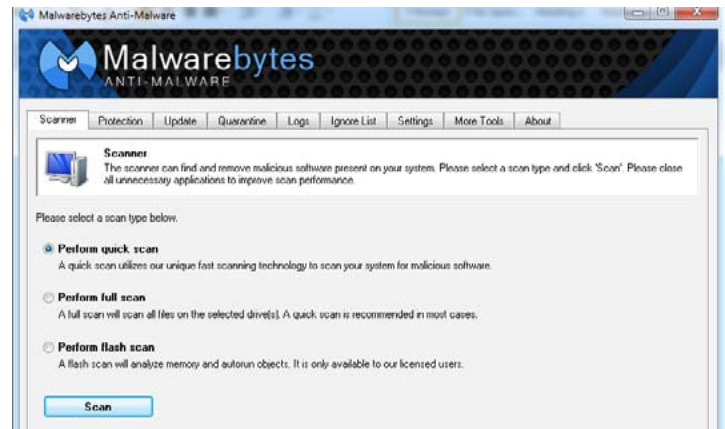 Malwarebytes Anti-Malware
Malwarebytes
ANTI-MALWARE
Scanner Protection Update Quarantine Logs Ignore List Settings More Tools About
Scanner
The scanner can find and remove malicious software present on your system. Please select a scan type and click 'Scan'. Please close
all unnecessary applications to improve scan performance.
Please select a scan type below.
Perform quick scan
A quick scan utilizes our unique fast scanning technology to scan your system for malicious software.
Perform full scan
A full scan will scan all files on the selected drive(s). A quick scan is recommended in most cases.
Perform flash scan
A flash scan will analyze memory and autorun objects. It is only available to our licensed users.
Scan